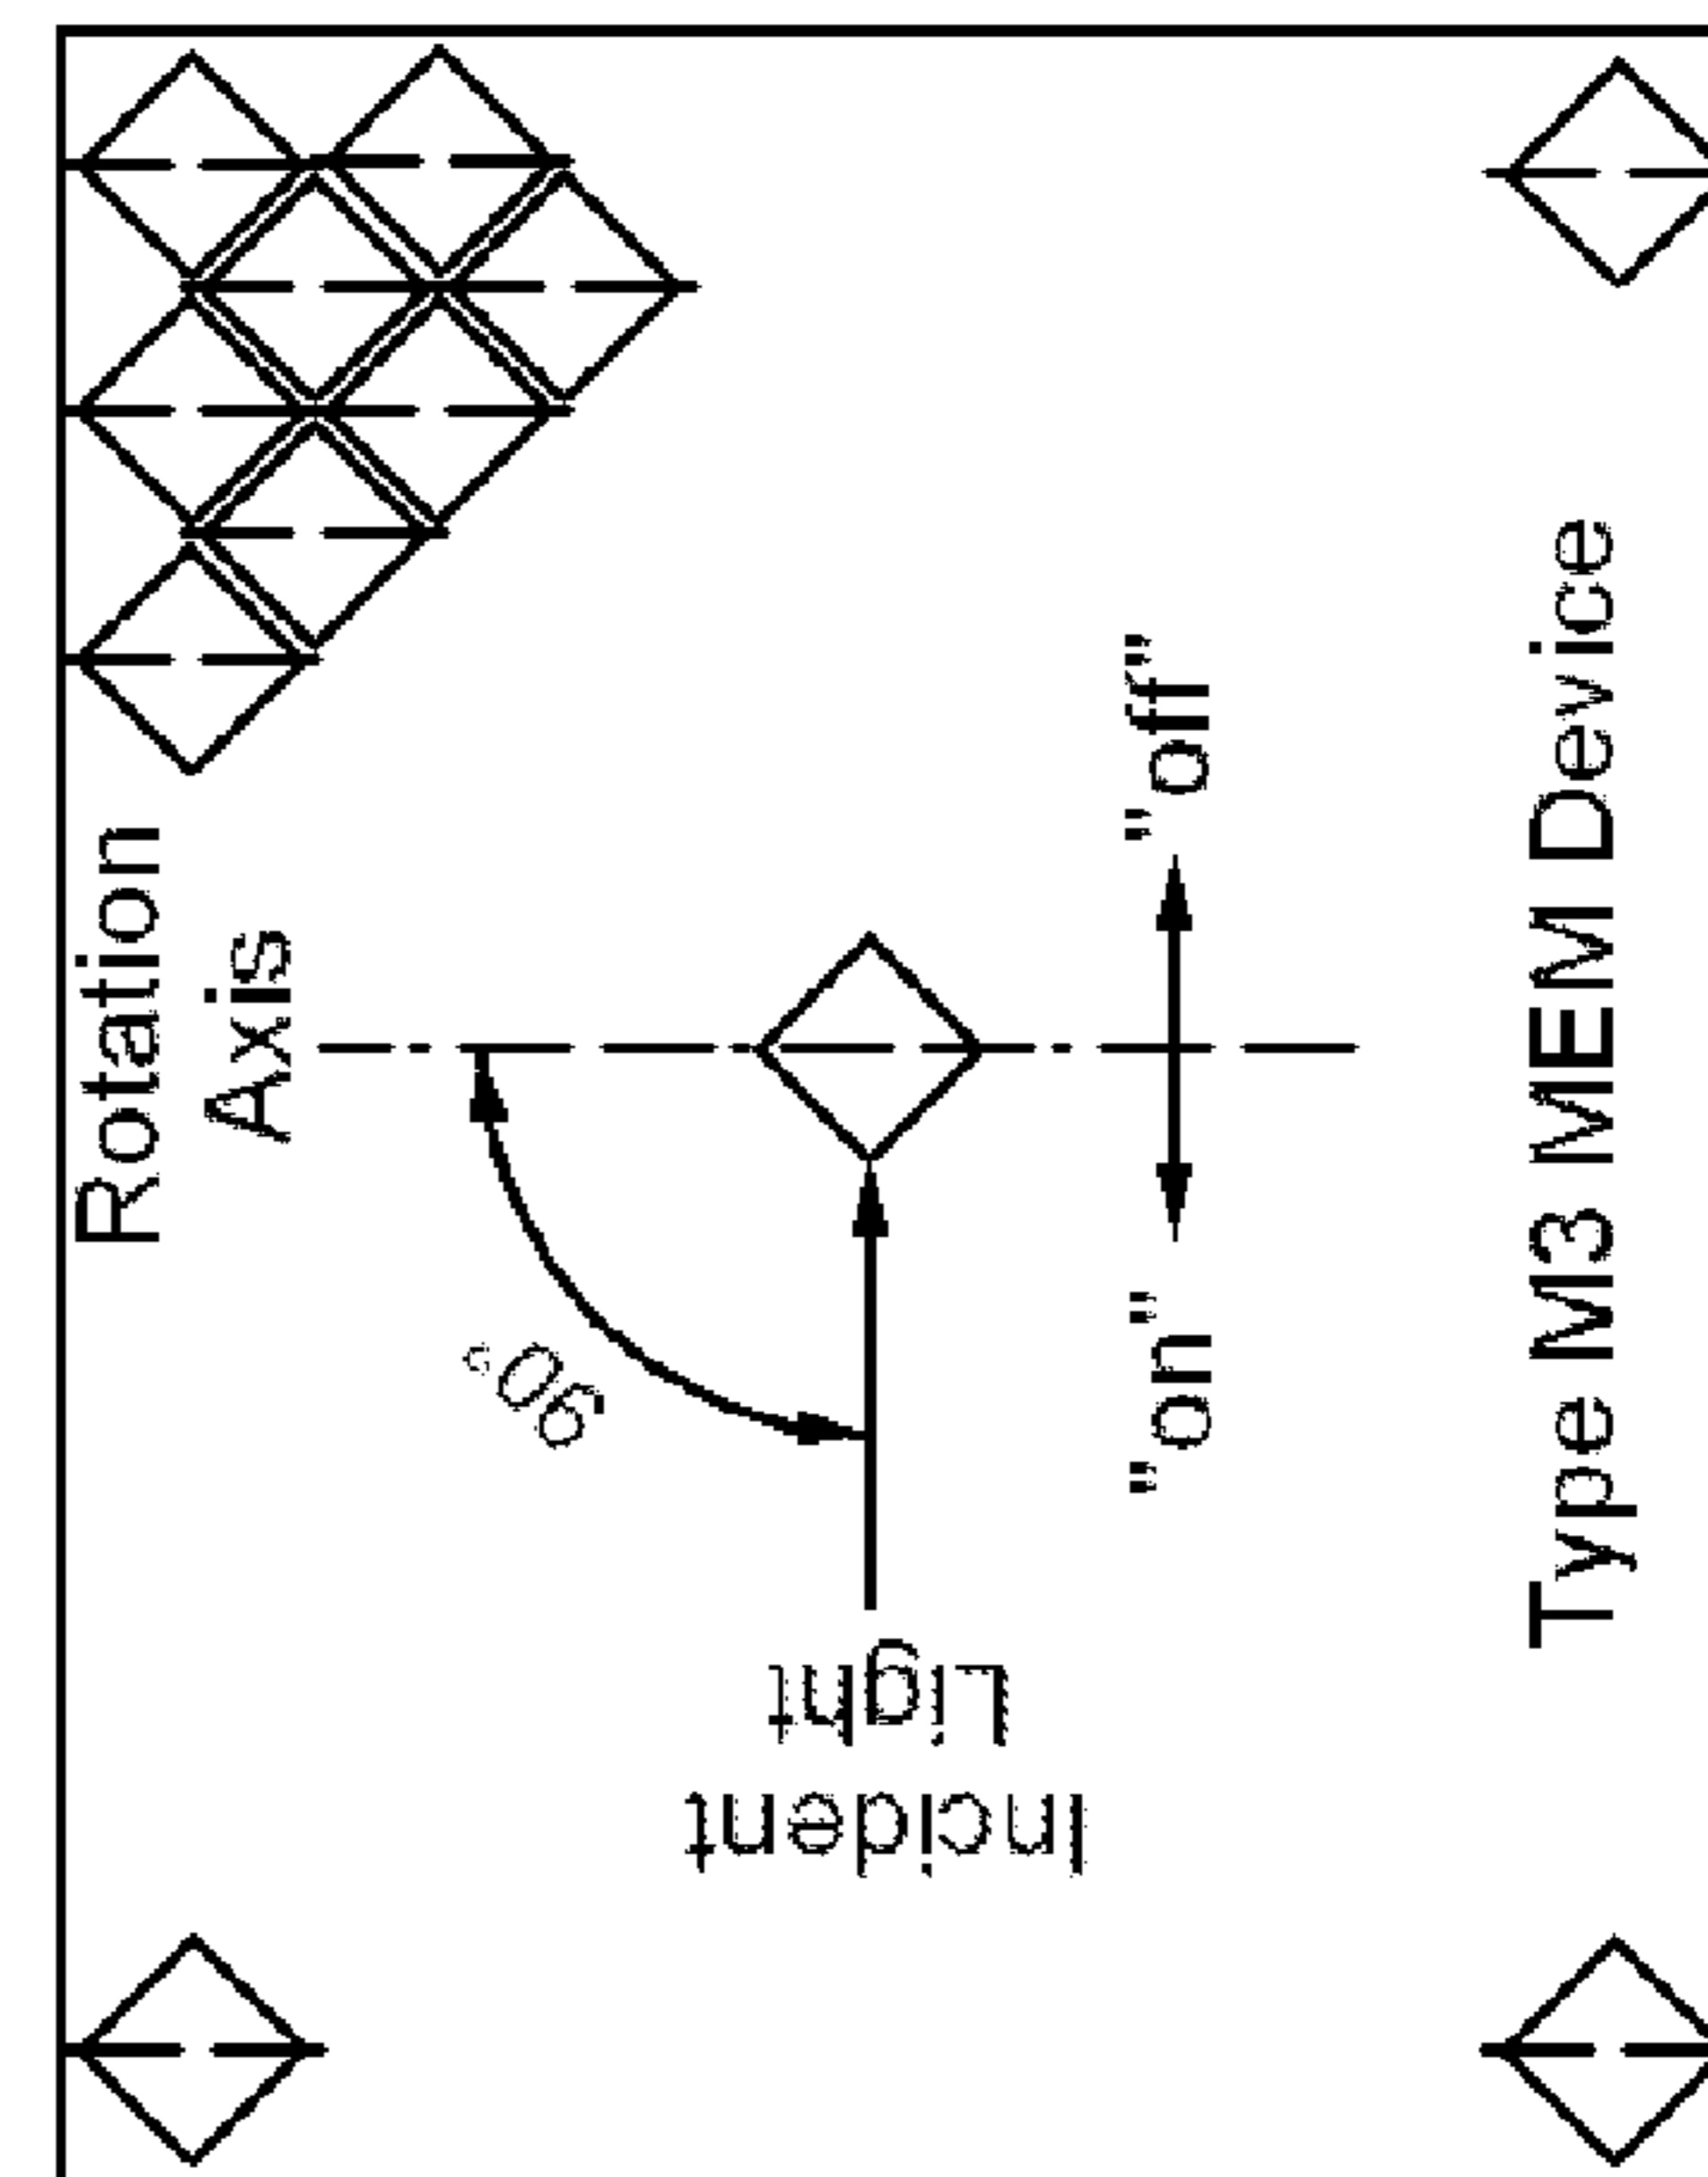 Rotation
Axis
90°
Incident
Light
"on"
"off"
Type M3 MEM Device